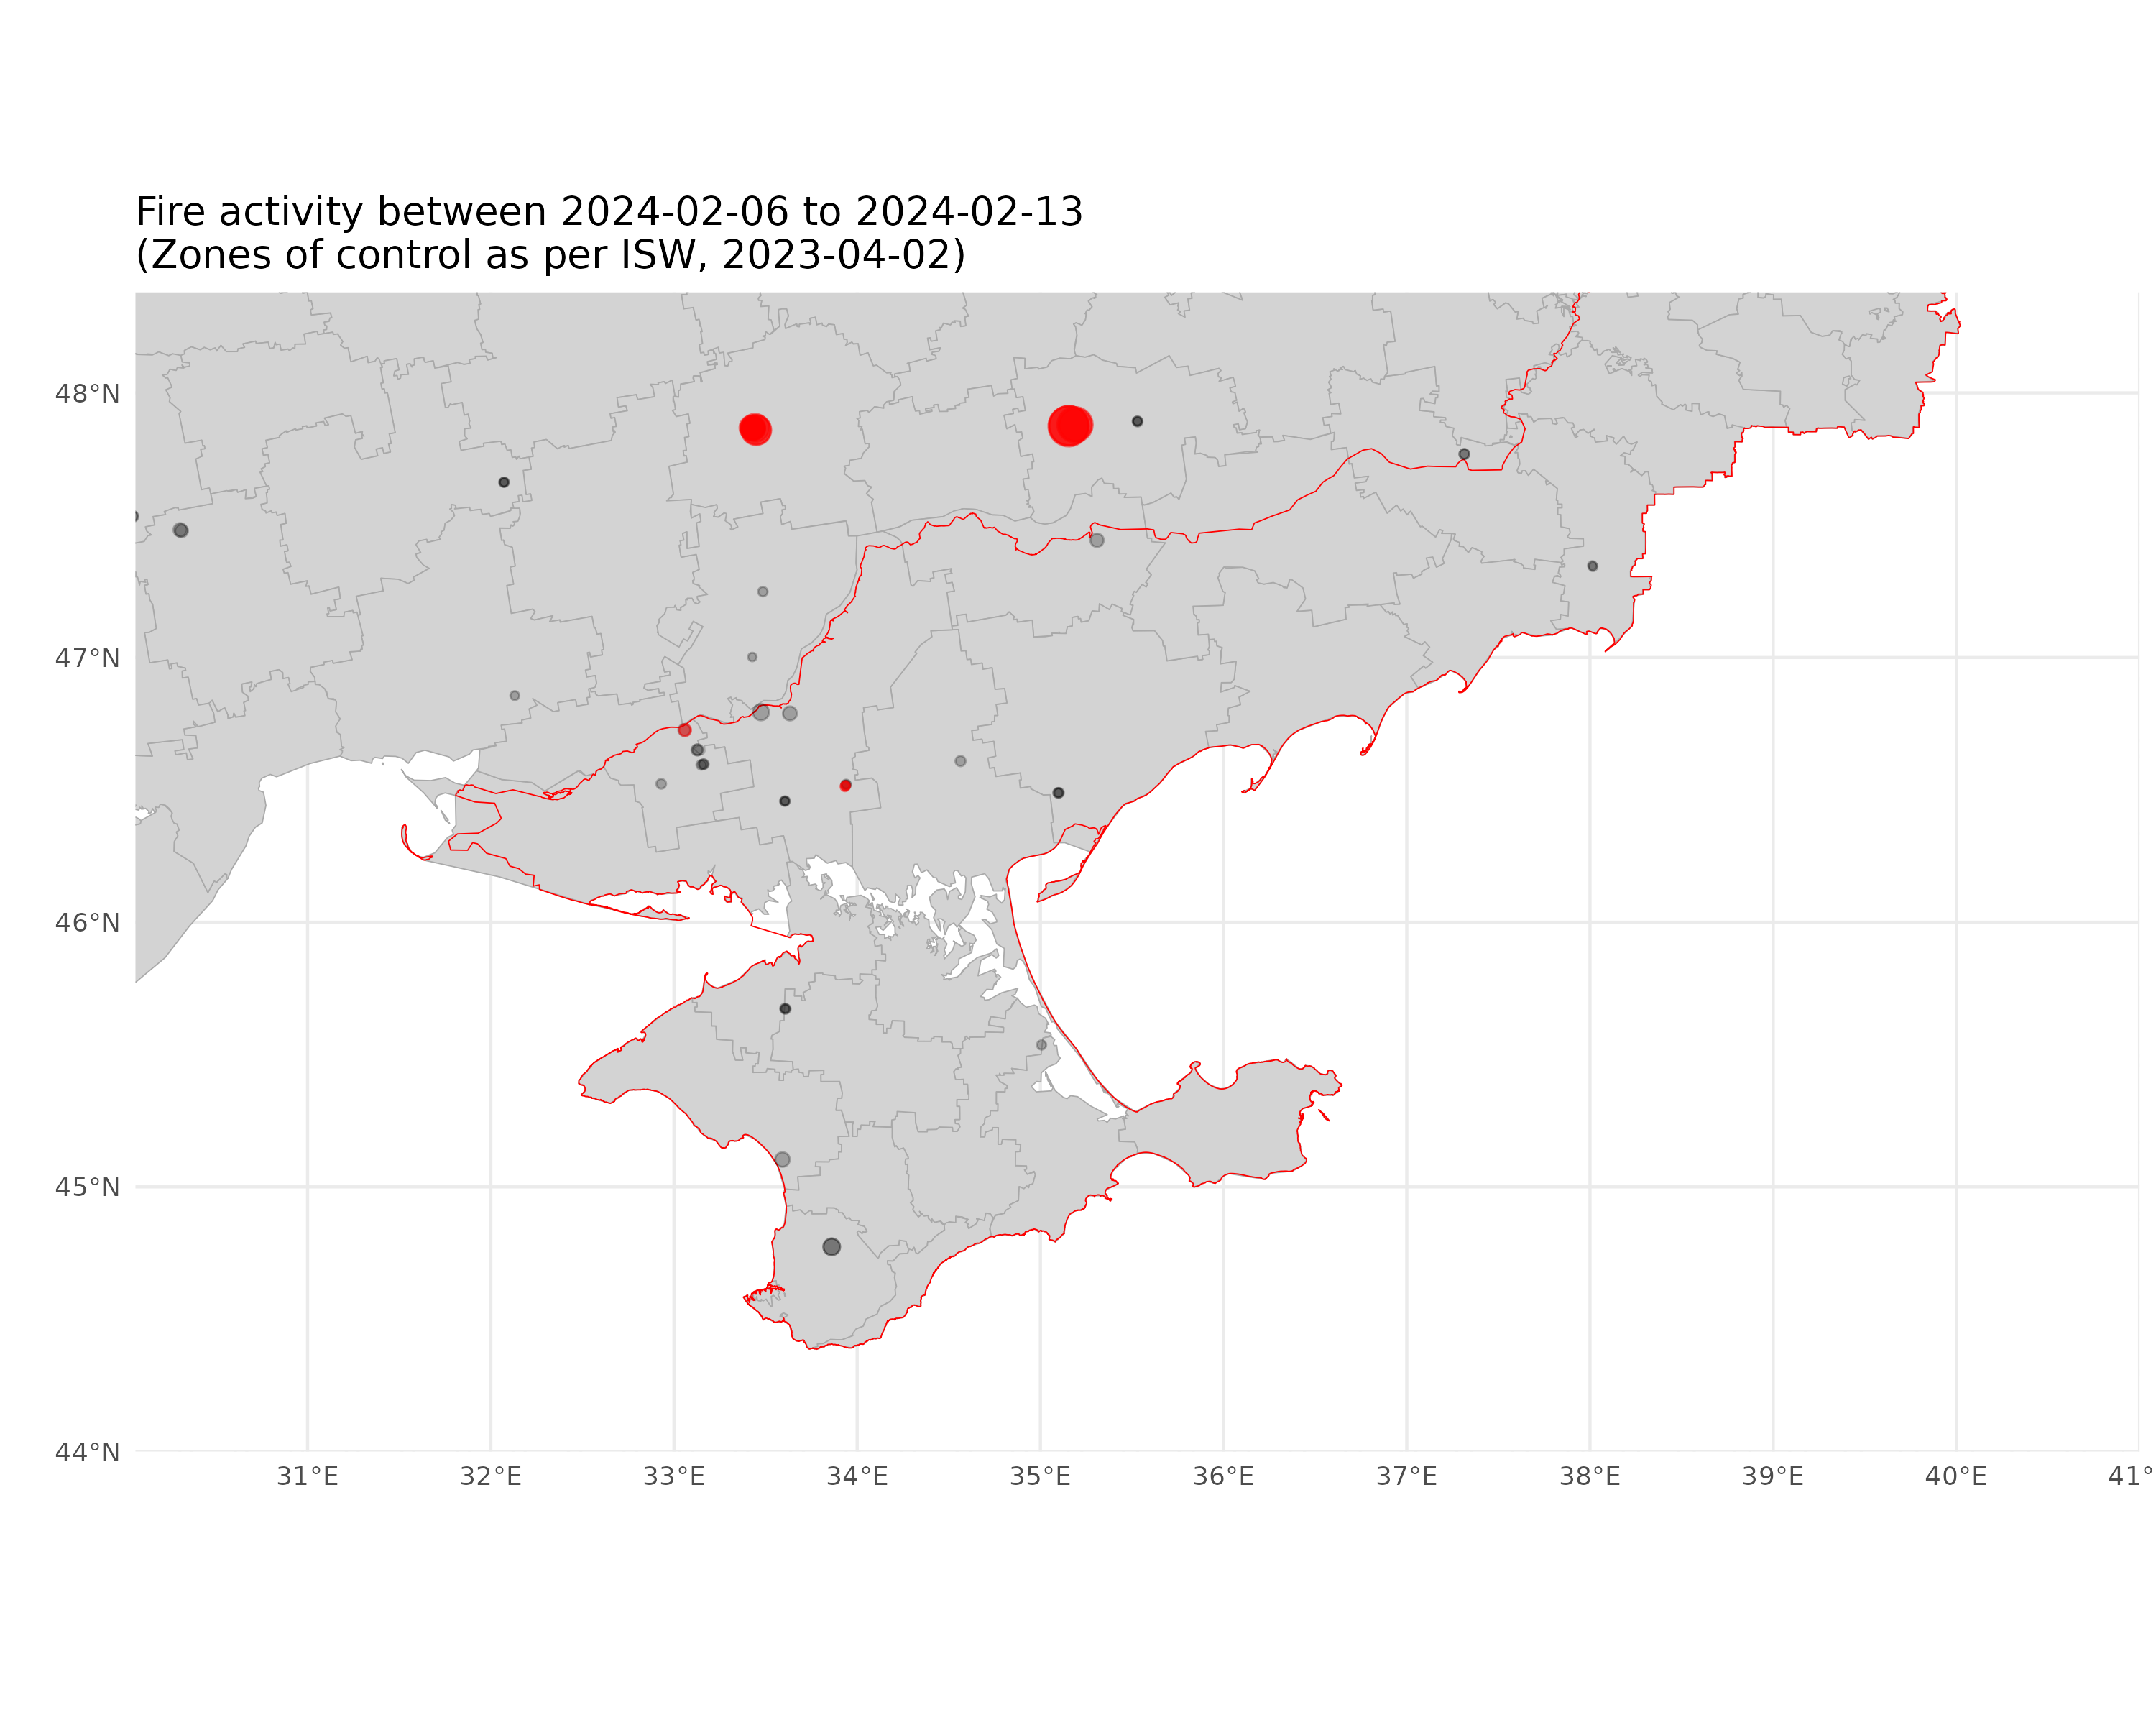 Fire activity between 2024-02-06 to 2024-02-13
(Zones of control as per ISW, 2023-04-02)
48°N
47°N
46°N
45°N
44°N
31°E 32°E 33°E 34°E 35°E 36°E 37°E 38°E 39°E 40°E 41°